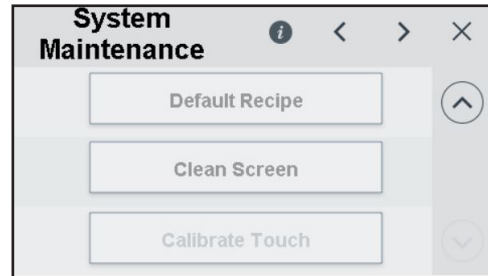 System
Maintenance
Default Recipe
Clean Screen
Calibrate Touch